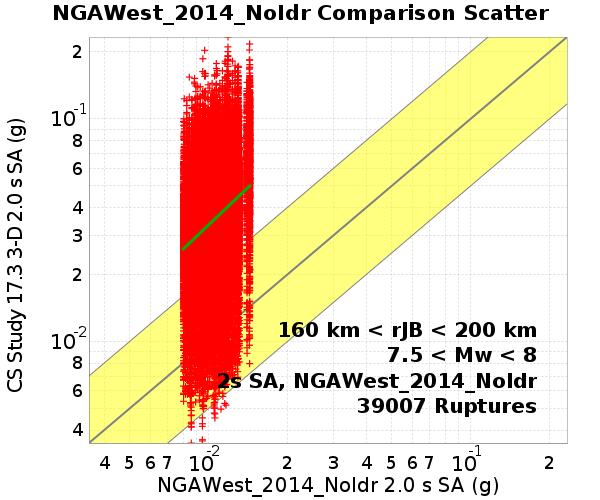 NGAWest_2014_NoIdr Comparison Scatter
CS Study 17.3 3-D 2.0 s SA (g)
2
10-1
8
6
4
3
2
10-2
8
6
4
160 km < rJB < 200 km
7.5 < Mw < 8
2s SA, NGAWest_2014_NoIdr
39007 Ruptures
4 5 6 7 10-2 2 3 4 5 6 7 10-1 2
NGAWest_2014_NoIdr 2.0 s SA (g)